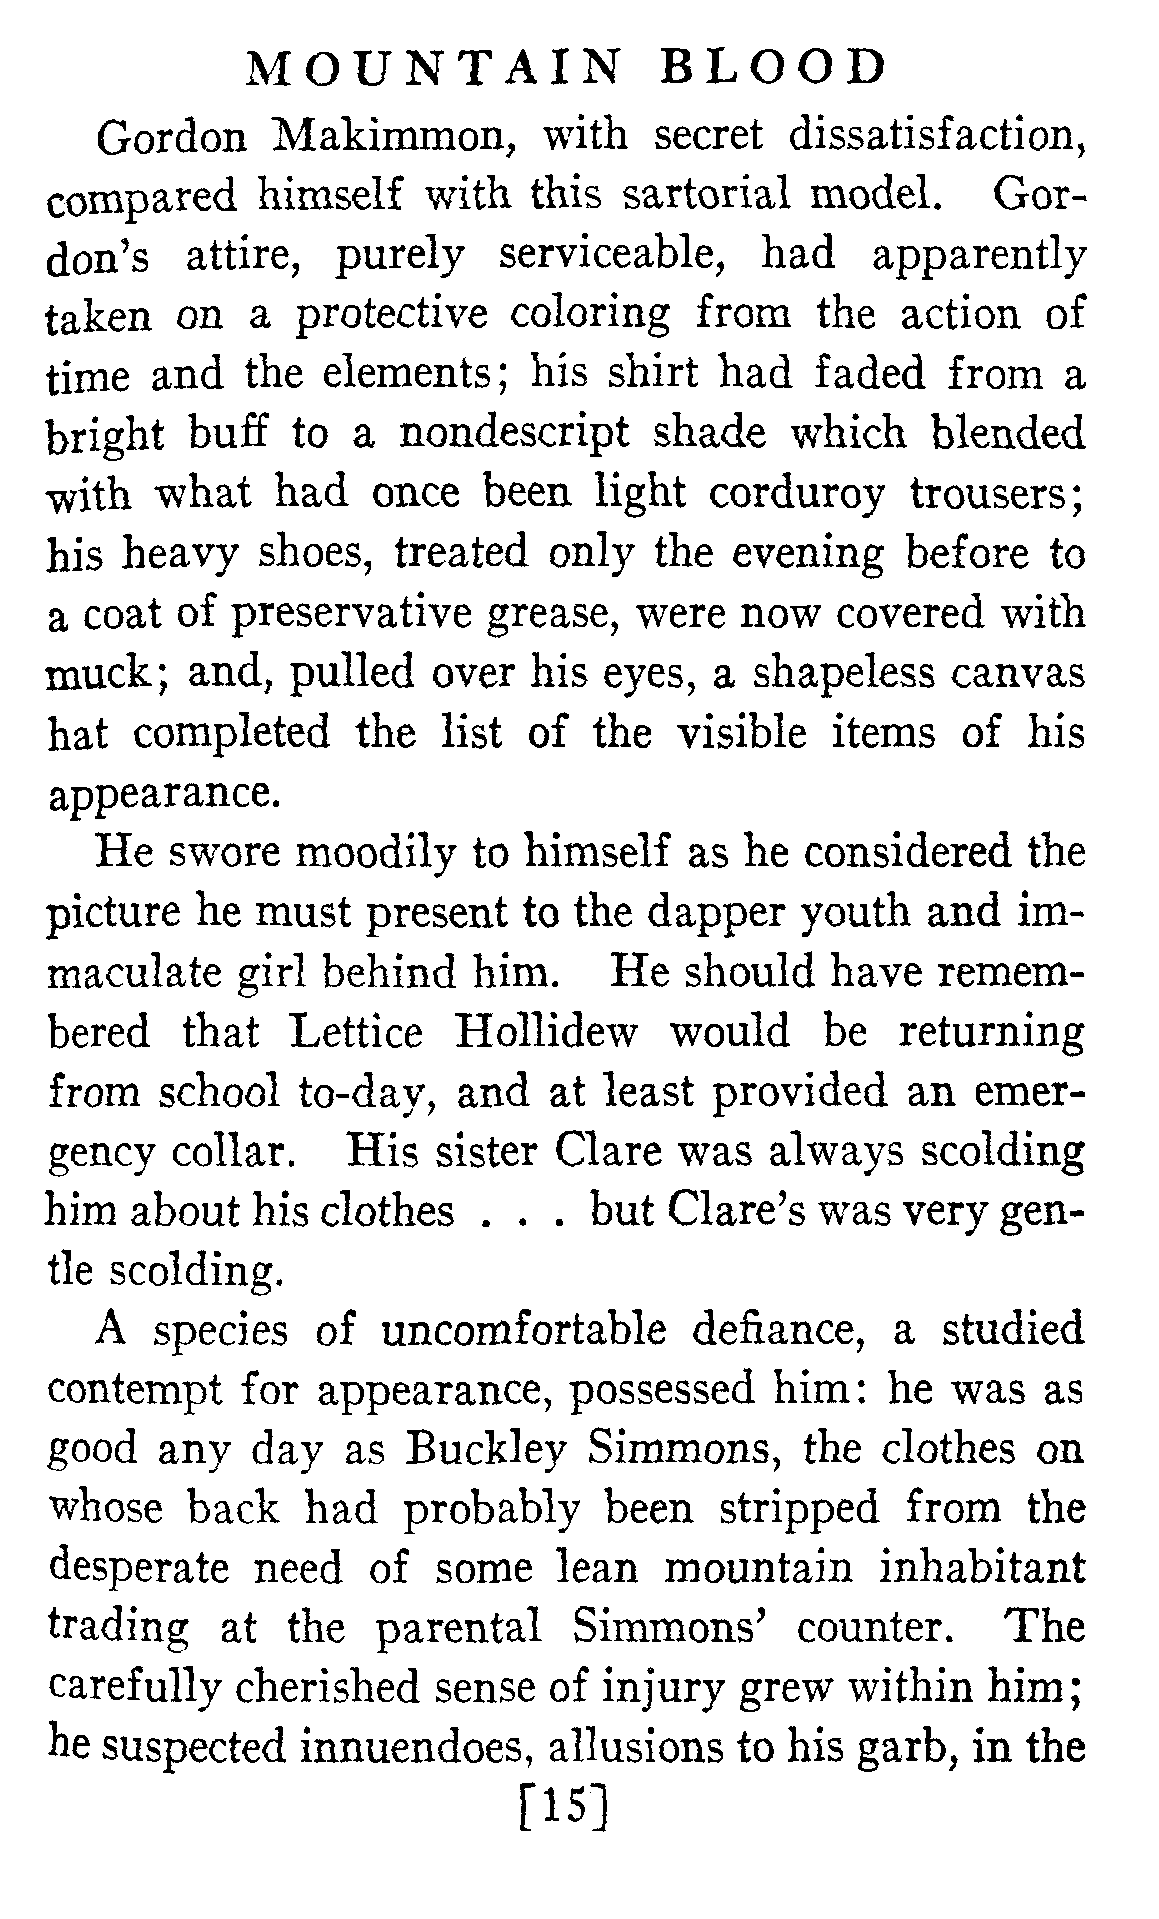 MOUNTAIN BLOOD
Gordon Makimmon, with secret dissatisfaction,
compared himself with this sartorial model. Gor-
don's attire, purely serviceable, had apparently
taken on a protective coloring from the action of
time and the elements; his shirt had faded from a
bright buff to a nondescript shade which blended
with what had once been light corduroy trousers;
his heavy shoes, treated only the evening before to
a coat of preservative grease, were now covered with
muck; and, pulled over his eyes, a shapeless canvas
hat completed the list of the visible items of his
appearance.
He swore moodily to himself as he considered the
picture he must present to the dapper youth and im-
maculate girl behind him. He should have remem-
bered that Lettice Hollidew would be returning
from school to-day, and at least provided an emer-
gency collar. His sister Clare was always scolding
him about his clothes . . . but Clare's was very gen-
tle scolding.
A species of uncomfortable defiance, a studied
contempt for appearance, possessed him: he was as
good any day as Buckley Simmons, the clothes on
whose back had probably been stripped from the
desperate need of some lean mountain inhabitant
trading at the parental Simmons' counter. The
carefully cherished sense of injury grew within him;
he suspected innuendoes, allusions to his garb, in the
[15]